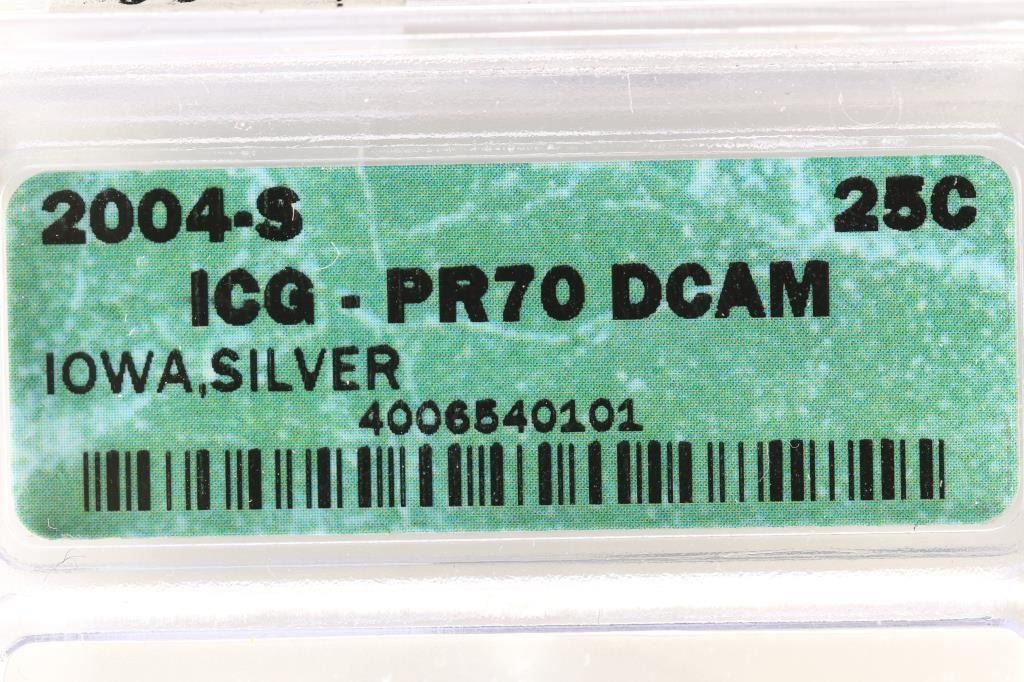 2004-S 25C
ICG - PR70 DCAM
IOWA,SILVER
4006540101